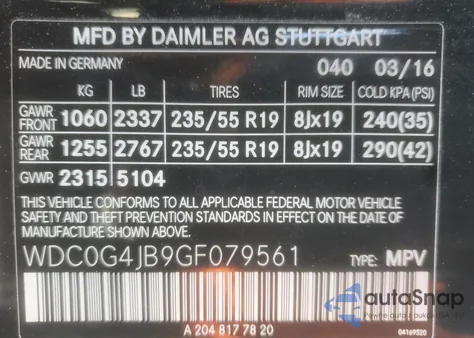 MFD BY DAIMLER AG STUTTGART
MADE IN GERMANY 040 03/16
KG LB TIRES RIM SIZE COLD KPA(PSI)
GAWR FRONT 1060 2337 235/55 R19 8Jx19 240(35)
GAWR REAR 1255 2767 235/55 R19 8Jx19 290(42)
GVWR 2315 5104
THIS VEHICLE CONFORMS TO ALL APPLICABLE FEDERAL MOTOR VEHICLE
SAFETY AND THEFT PREVENTION STANDARDS IN EFFECT ON THE DATE OF
MANUFACTURE SHOWN ABOVE.
WDC0G4JB9GF079561 TYPE: MPV
autoSnap
A 204 817 78 20
04169520